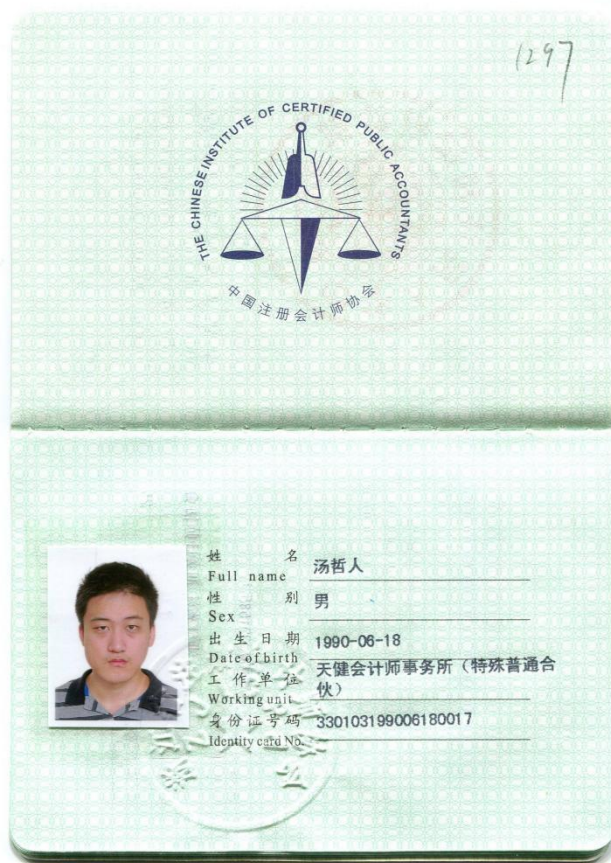 1297
THE CHINESE INSTITUTE OF CERTIFIED PUBLIC ACCOUNTANTS
中国注册会计师协会
姓 名 汤哲人
Full name
性 别 男
Sex
出生日期 1990-06-18
Date of birth
工作单位 天健会计师事务所（特殊普通合
伙）
Working unit
身份证号码 330103199006180017
Identity card No.